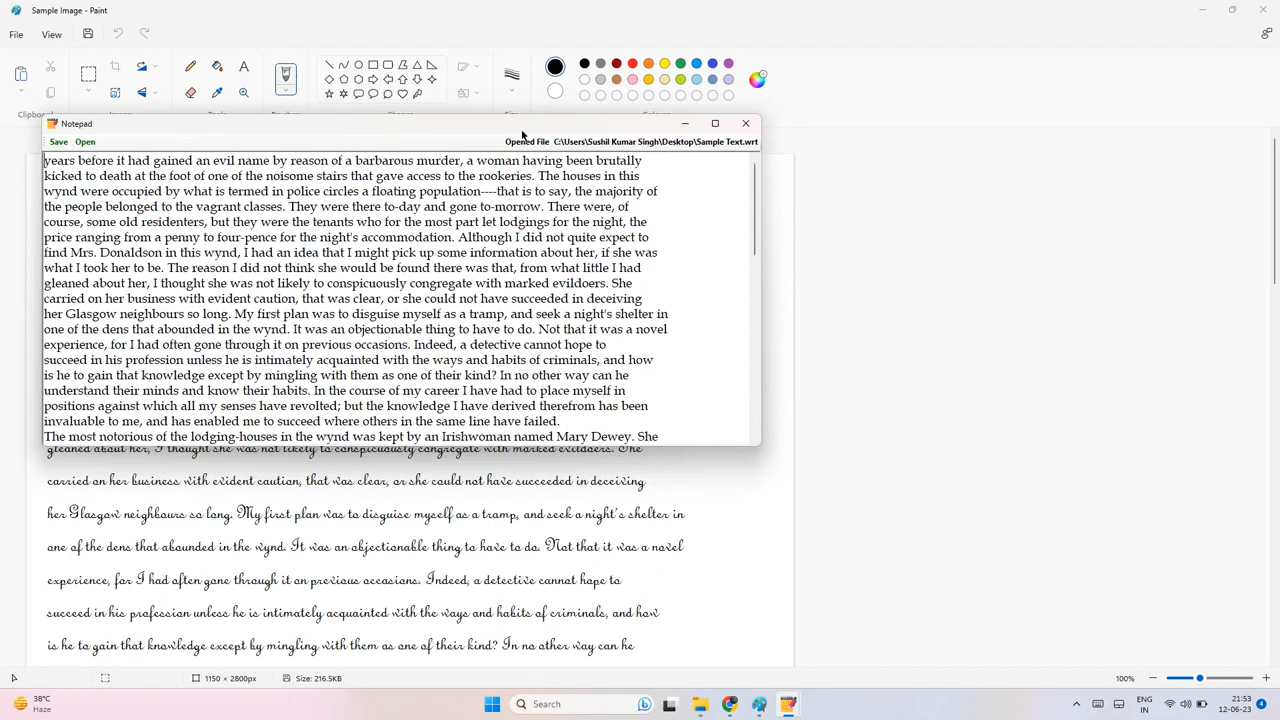 Sample Image - Paint
File View
Clipboard Image Brushes
Notepad
Save Open Opened File C:\Users\Sushil Kumar Singh\Desktop\Sample Text.wrt
years before it had gained an evil name by reason of a barbarous murder, a woman having been brutally
kicked to death at the foot of one of the noisome stairs that gave access to the rookeries. The houses in this
wynd were occupied by what is termed in police circles a floating population----that is to say, the majority of
the people belonged to the vagrant classes. They were there to-day and gone to-morrow. There were, of
course, some old residenters, but they were the tenants who for the most part let lodgings for the night, the
price ranging from a penny to four-pence for the night's accommodation. Although I did not quite expect to
find Mrs. Donaldson in this wynd, I had an idea that I might pick up some information about her, if she was
what I took her to be. The reason I did not think she would be found there was that, from what little I had
gleaned about her, I thought she was not likely to conspicuously congregate with marked evildoers. She
carried on her business with evident caution, that was clear, or she could not have succeeded in deceiving
her Glasgow neighbours so long. My first plan was to disguise myself as a tramp, and seek a night's shelter in
one of the dens that abounded in the wynd. It was an objectionable thing to have to do. Not that it was a novel
experience, for I had often gone through it on previous occasions. Indeed, a detective cannot hope to
succeed in his profession unless he is intimately acquainted with the ways and habits of criminals, and how
is he to gain that knowledge except by mingling with them as one of their kind? In no other way can he
understand their minds and know their habits. In the course of my career I have had to place myself in
positions against which all my senses have revolted; but the knowledge I have derived therefrom has been
invaluable to me, and has enabled me to succeed where others in the same line have failed.
The most notorious of the lodging-houses in the wynd was kept by an Irishwoman named Mary Dewey. She
gleaned about her, I thought she was not likely to conspicuously congregate with marked evildoers. She
carried on her business with evident caution, that was clear, or she could not have succeeded in deceiving
her Glasgow neighbours so long. My first plan was to disguise myself as a tramp, and seek a night's shelter in
one of the dens that abounded in the wynd. It was an objectionable thing to have to do. Not that it was a novel
experience, for I had often gone through it on previous occasions. Indeed, a detective cannot hope to
succeed in his profession unless he is intimately acquainted with the ways and habits of criminals, and how
is he to gain that knowledge except by mingling with them as one of their kind? In no other way can he
1150 × 2800px Size: 216.5KB 100%
38°C
Haze
Search
ENG
IN
21:53
12-06-23
4